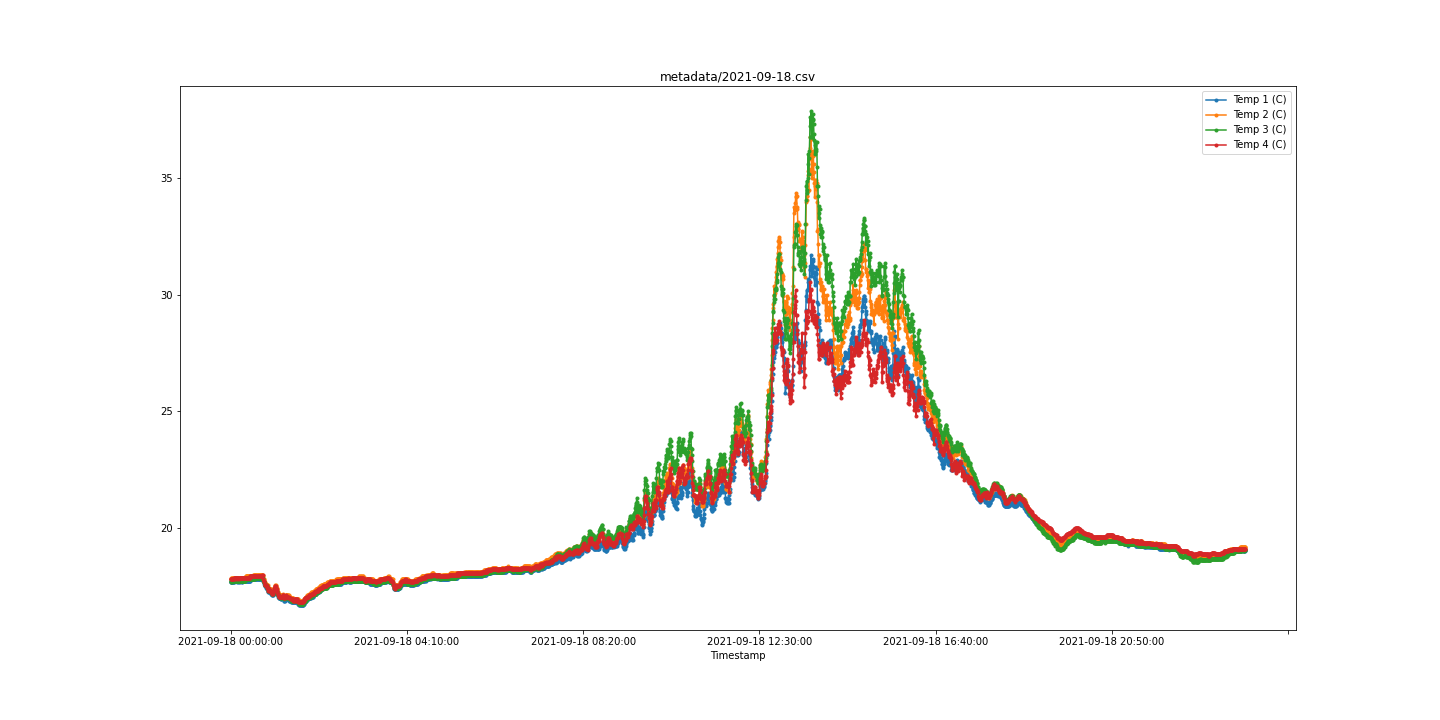 metadata/2021-09-18.csv
Temp 1 (C)
Temp 2 (C)
Temp 3 (C)
Temp 4 (C)
35
30
25
20
2021-09-18 00:00:00
2021-09-18 04:10:00
2021-09-18 08:20:00
2021-09-18 12:30:00
2021-09-18 16:40:00
2021-09-18 20:50:00
Timestamp